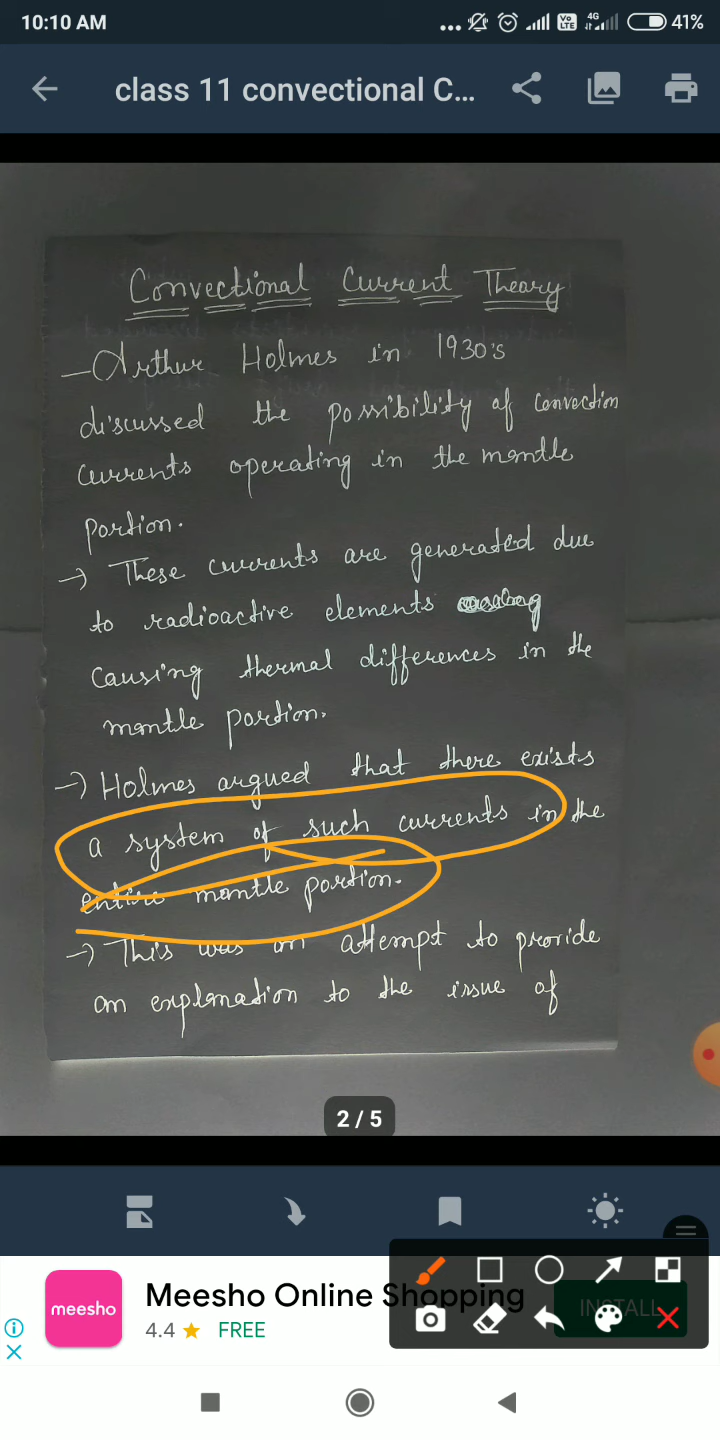 10:10 AM ... Vo LTE 4G 41%
class 11 convectional C...
Convectional Current Theory
—Arthur Holmes in 1930's
discussed the possibility of convection
currents operating in the mantle
portion.
→ These currents are generated due
to radioactive elements
causing thermal differences in the
mantle portion.
→ Holmes argued that there exists
a system of such currents in the
entire mantle portion.
→ This was an attempt to provide
an explanation to the issue of
2 / 5
meesho
Meesho Online Shopping
4.4 ★ FREE
INSTALL